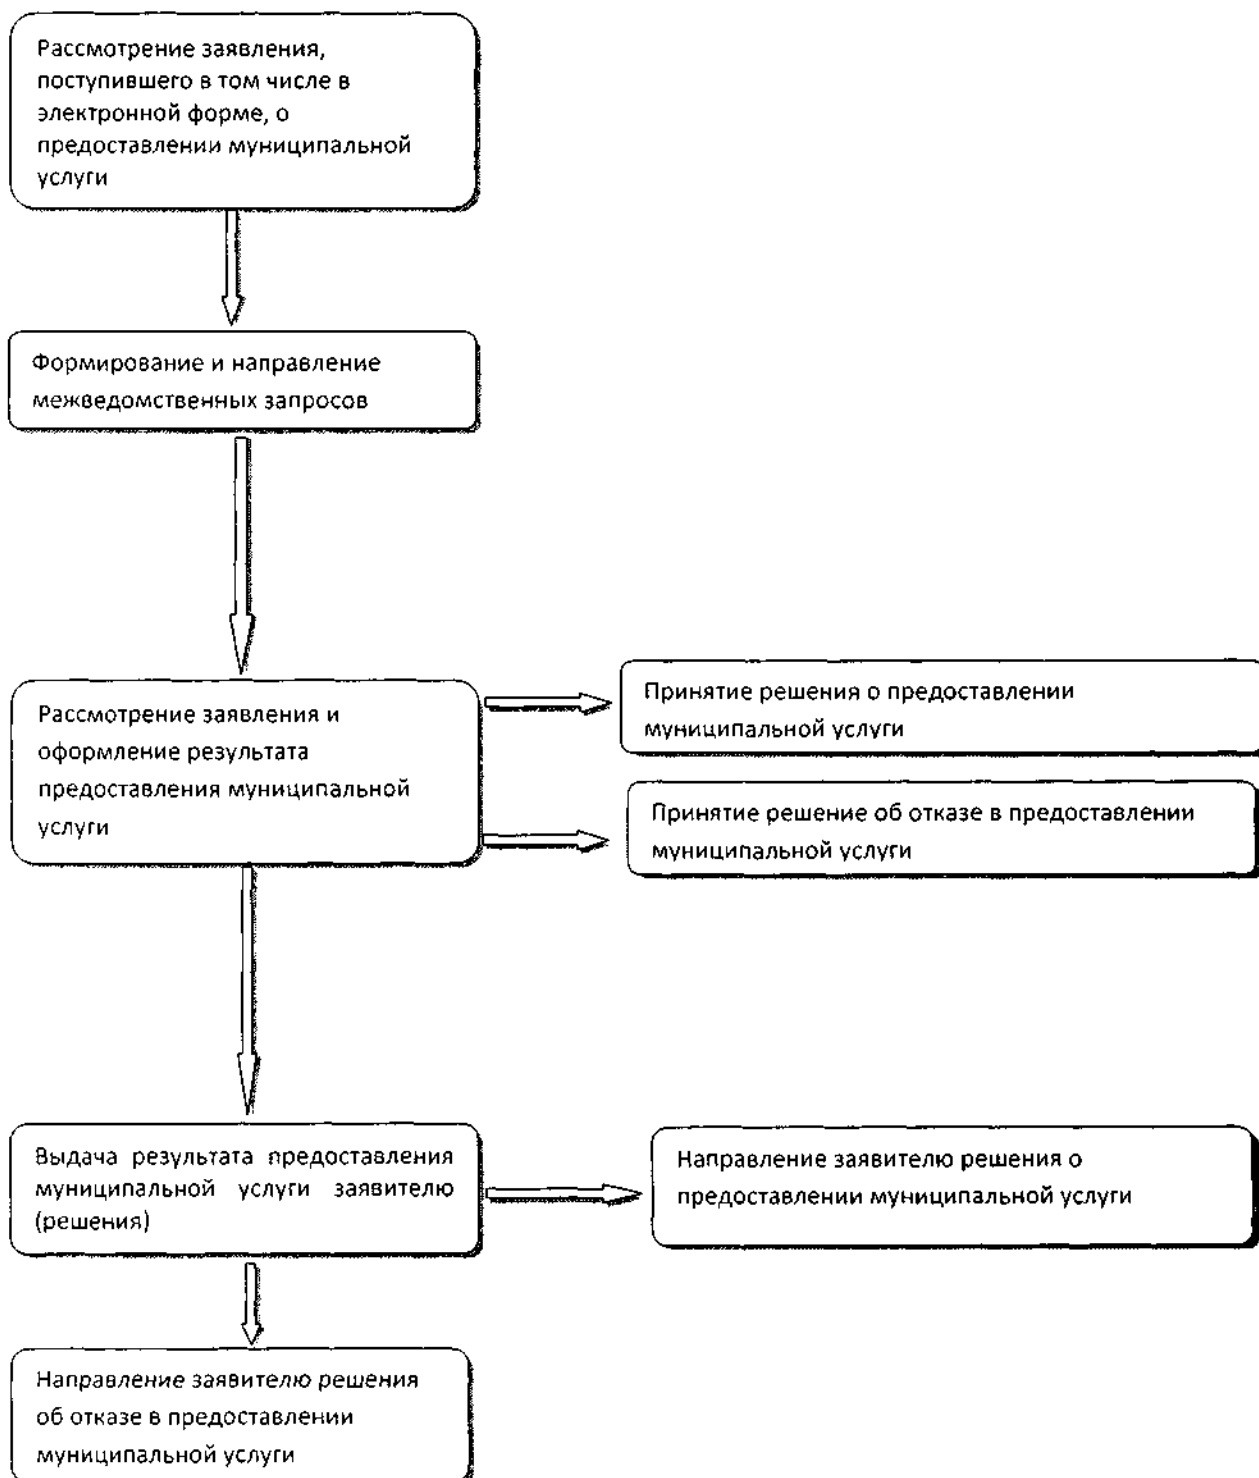 Рассмотрение заявления,
поступившего в том числе в
электронной форме, о
предоставлении муниципальной
услуги
Формирование и направление
межведомственных запросов
Рассмотрение заявления и
оформление результата
предоставления муниципальной
услуги
Принятие решения о предоставлении
муниципальной услуги
Принятие решение об отказе в предоставлении
муниципальной услуги
Выдача результата предоставления
муниципальной услуги заявителю
(решения)
Направление заявителю решения о
предоставлении муниципальной услуги
Направление заявителю решения
об отказе в предоставлении
муниципальной услуги